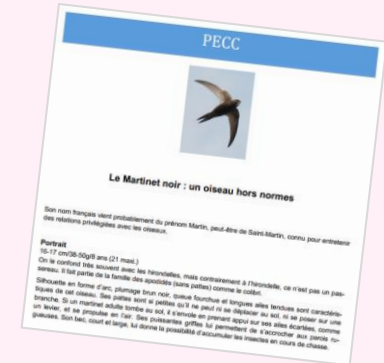 PECC
Le Martinet noir : un oiseau hors normes
Son nom français vient probablement du prénom Martin, peut-être de Saint-Martin, connu pour entretenir
des relations privilégiées avec les oiseaux.
Portrait
16-17 cm/38-50g/8 ans (21 maxi.)
On le confond très souvent avec les hirondelles, mais contrairement à l'hirondelle, ce n'est pas un pas-
sereau. Il fait partie de la famille des apodidés (sans pattes) comme le colibri.
Silhouette en forme d'arc, plumage brun noir, queue fourchue et longues ailes tendues sont caractéris-
tiques de cet oiseau. Ses pattes sont si petites qu'il ne peut ni se déplacer au sol, ni se poser sur une
branche. Si un martinet adulte tombe au sol, il s'envole en prenant appui sur ses ailes écartées, comme
un levier, et se propulse en l'air. Ses puissantes griffes lui permettent de s'accrocher aux parois ru-
gueuses. Son bec, court et large, lui donne la possibilité d'accumuler les insectes en cours de chasse.